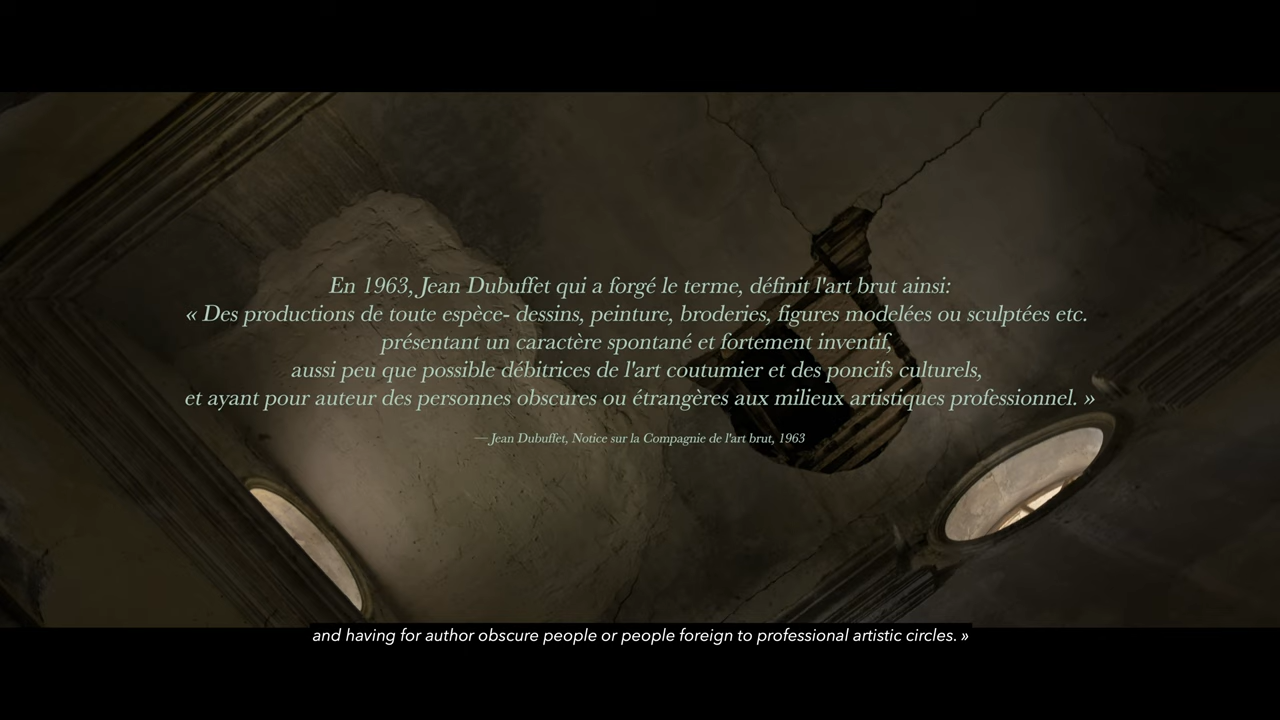 En 1963, Jean Dubuffet qui a forgé le terme, définit l'art brut ainsi:
« Des productions de toute espèce- dessins, peinture, broderies, figures modelées ou sculptées etc.
présentant un caractère spontané et fortement inventif,
aussi peu que possible débitrices de l'art coutumier et des poncifs culturels,
et ayant pour auteur des personnes obscures ou étrangères aux milieux artistiques professionnel. »
— Jean Dubuffet, Notice sur la Compagnie de l'art brut, 1963
and having for author obscure people or people foreign to professional artistic circles. »